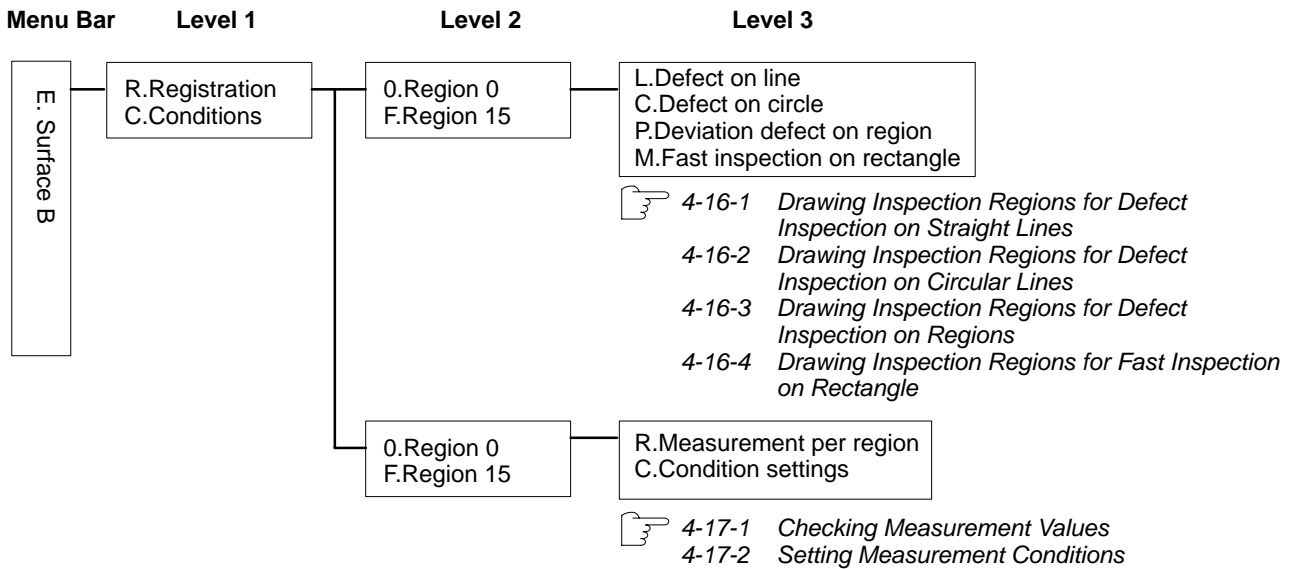 Menu Bar Level 1 Level 2 Level 3
E. Surface B
R.Registration
C.Conditions
0.Region 0
F.Region 15
L.Defect on line
C.Defect on circle
P.Deviation defect on region
M.Fast inspection on rectangle
4-16-1 Drawing Inspection Regions for Defect
Inspection on Straight Lines
4-16-2 Drawing Inspection Regions for Defect
Inspection on Circular Lines
4-16-3 Drawing Inspection Regions for Defect
Inspection on Regions
4-16-4 Drawing Inspection Regions for Fast Inspection
on Rectangle
0.Region 0
F.Region 15
R.Measurement per region
C.Condition settings
4-17-1 Checking Measurement Values
4-17-2 Setting Measurement Conditions